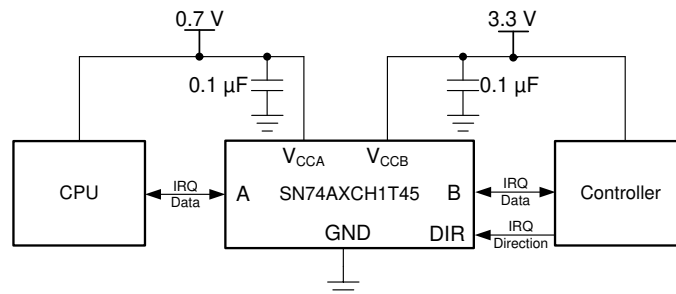 0.7 V
3.3 V
0.1 µF
0.1 µF
VCCA
VCCB
CPU
IRQ
Data
A
SN74AXCH1T45
B
IRQ
Data
Controller
GND
DIR
IRQ
Direction